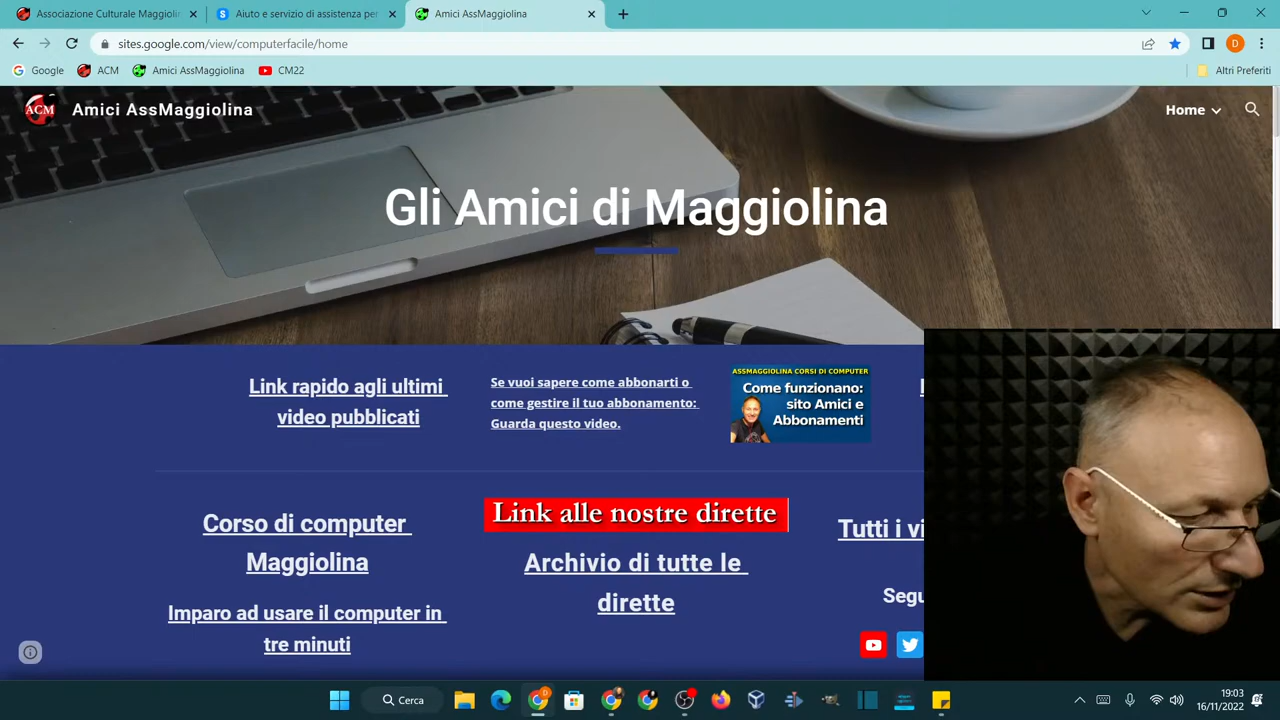 Associazione Culturale Maggiolin
Aiuto e servizio di assistenza per
Amici AssMaggiolina
sites.google.com/view/computerfacile/home
D
Google
ACM
Amici AssMaggiolina
CM22
Altri Preferiti
ACM
Amici AssMaggiolina
Home
Gli Amici di Maggiolina
Link rapido agli ultimi
video pubblicati
Se vuoi sapere come abbonarti o
come gestire il tuo abbonamento:
Guarda questo video.
ASSMAGGIOLINA CORSI DI COMPUTER
Come funzionano:
sito Amici e
Abbonamenti
Corso di computer
Maggiolina
Imparo ad usare il computer in
tre minuti
Link alle nostre dirette
Archivio di tutte le
dirette
Tutti i vi
Segu
Cerca
19:03
16/11/2022